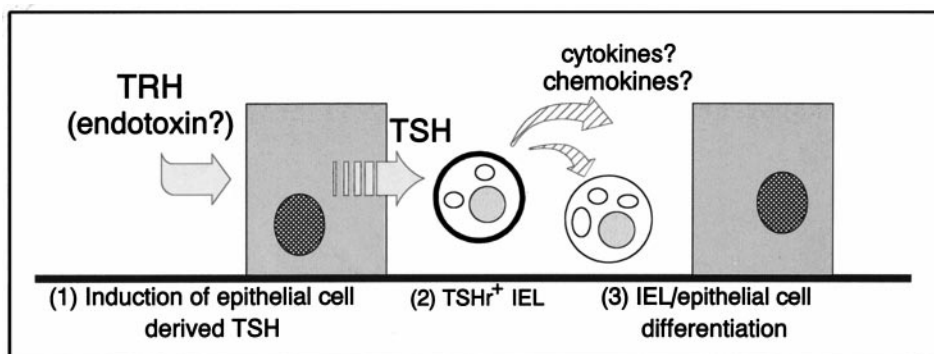 TRH
(endotoxin?)
TSH
cytokines?
chemokines?
(1) Induction of epithelial cell
derived TSH
(2) TSHr+ IEL
(3) IEL/epithelial cell
differentiation